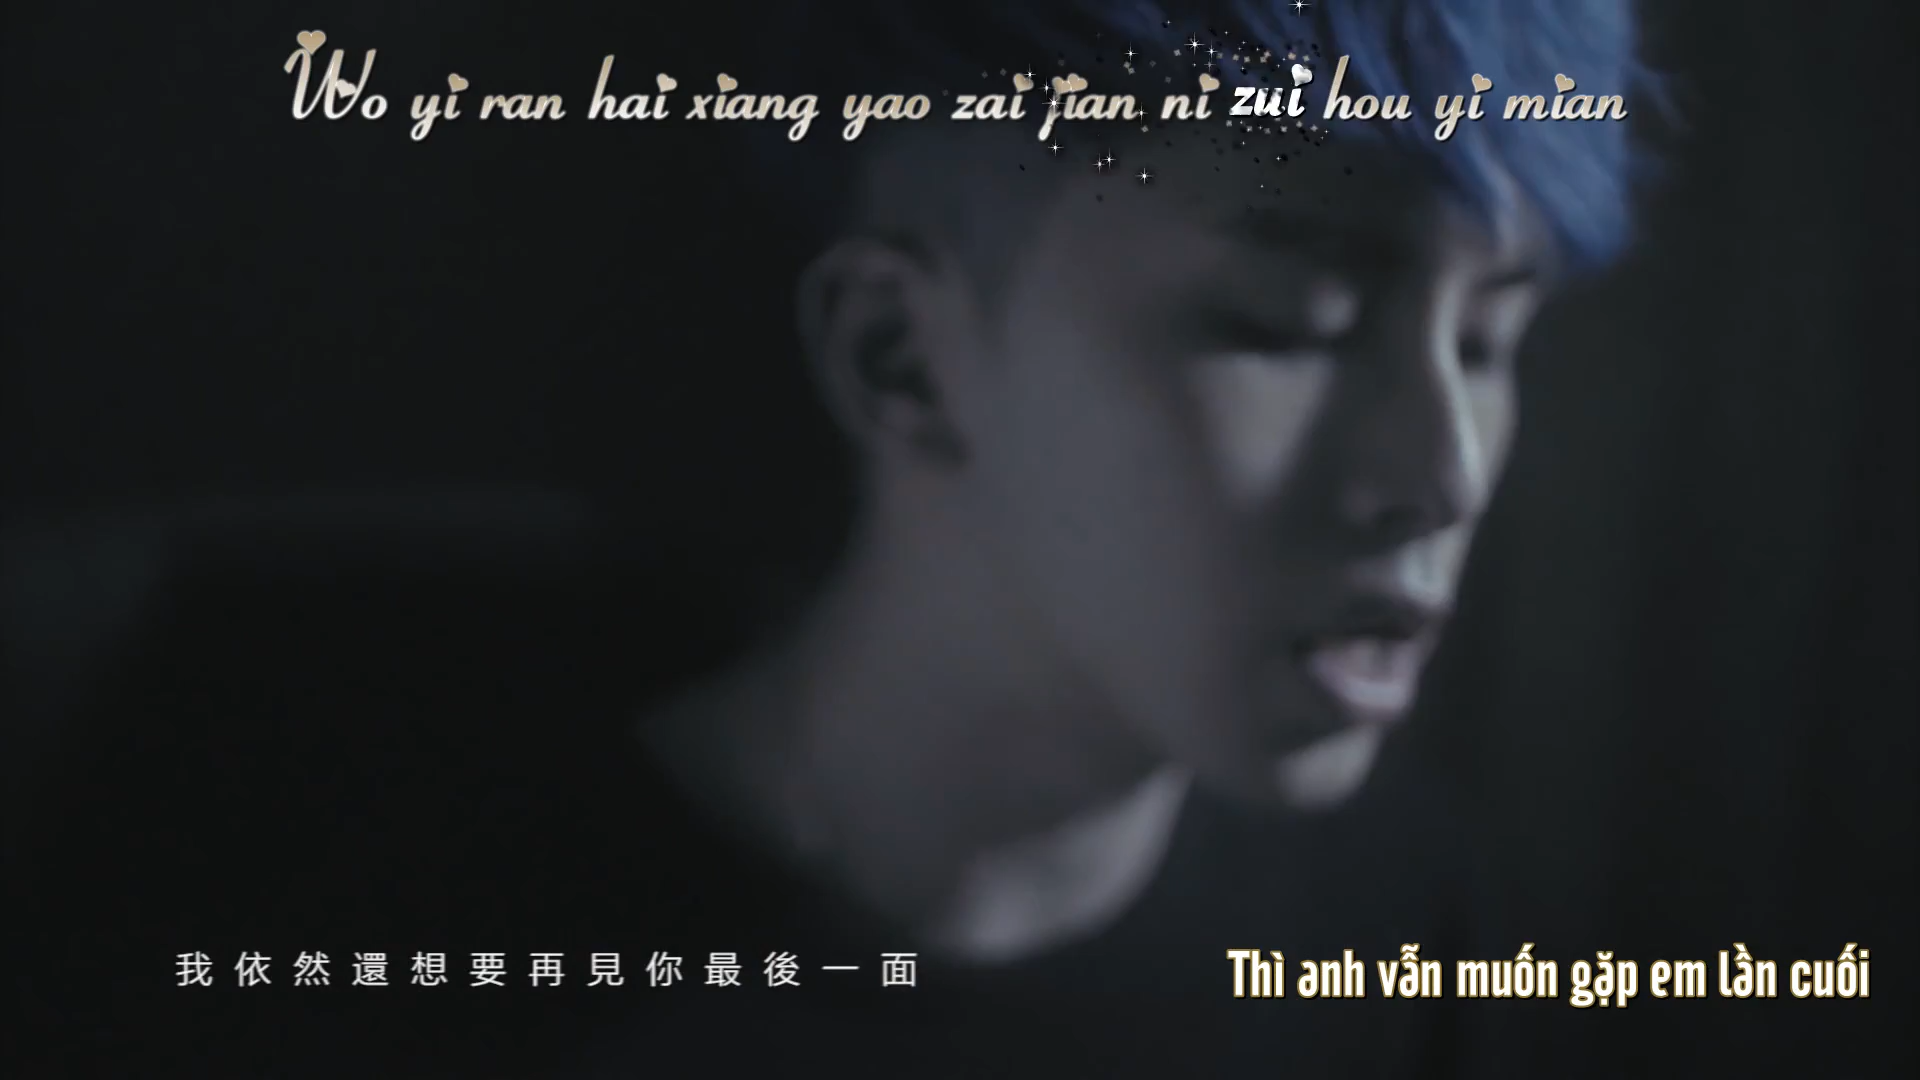 Wo yi ran hai xiang yao zai jian ni zui hou yi mian
我依然還想要再見你最後一面
Thì anh vẫn muốn gặp em lần cuối